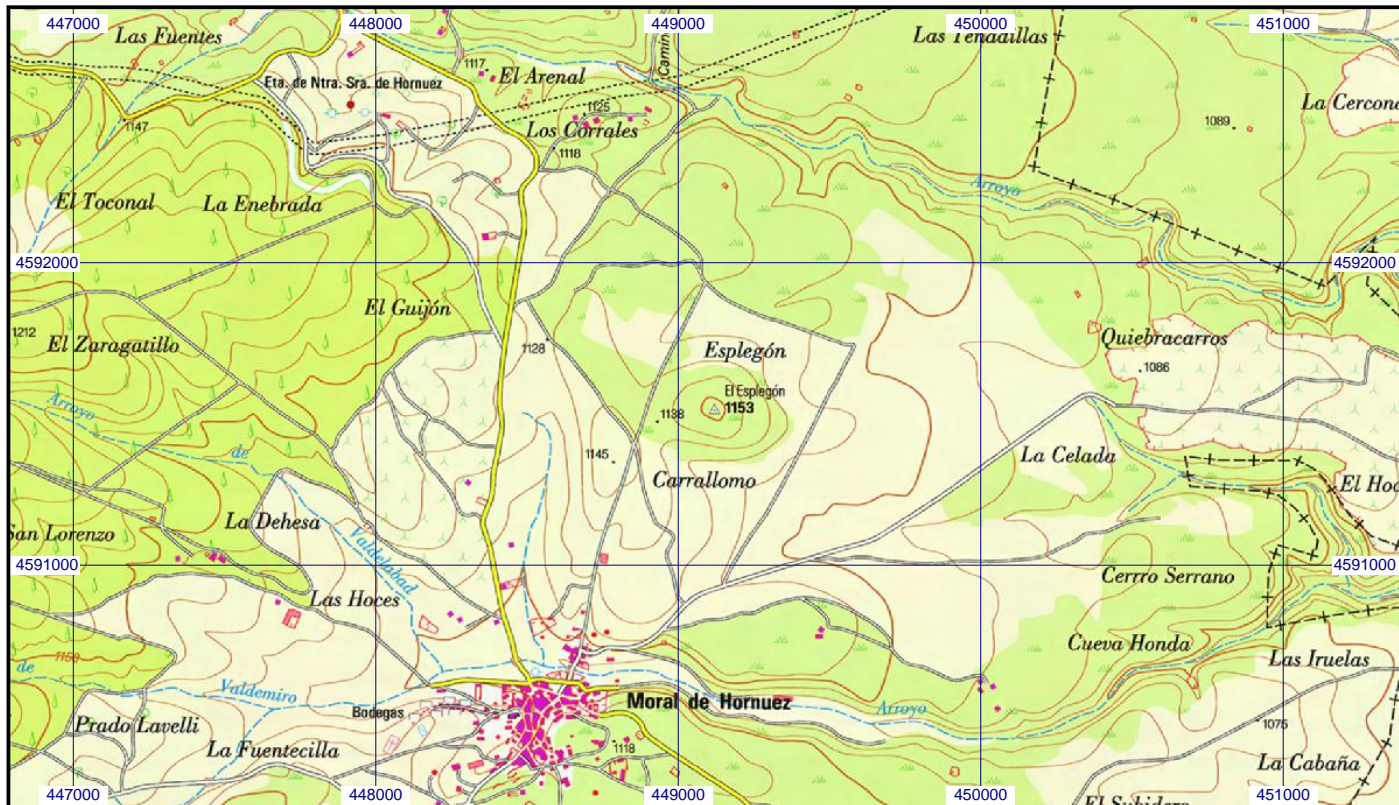 447000
448000
449000
450000
451000
Las Fuentes
Las Tenadillas
1117
El Arenal
Eta. de Ntra. Sra. de Hornuez
1125
La Cercona
1147
Los Corrales
1089
1118
Arroyo
El Toconal
La Enebrada
4592000
4592000
El Guijón
1212
El Zaragatillo
1128
Esplegón
Quiebracarros
1086
El Esplegón
1153
1138
Arroyo
de
1145
La Celada
Carrallomo
El Hoc
San Lorenzo
La Dehesa
Valdelabad
4591000
4591000
Cerrro Serrano
Las Hoces
Cueva Honda
1150
de
Las Iruelas
Valdemiro
Moral de Hornuez
Bodegas
Arroyo
Prado Lavelli
1075
La Fuentecilla
1118
La Cabaña
447000
448000
449000
450000
451000